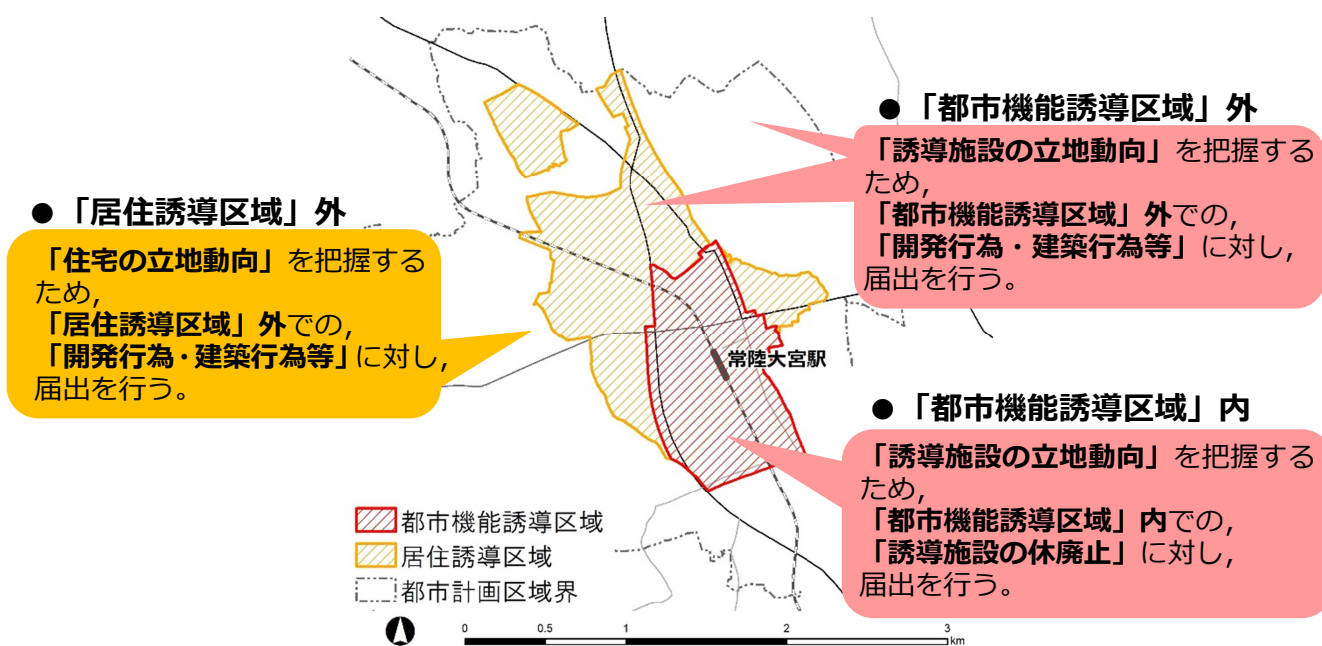 ●「都市機能誘導区域」外
「誘導施設の立地動向」を把握する
ため,
「都市機能誘導区域」外での,
「開発行為・建築行為等」に対し,
届出を行う。
●「居住誘導区域」外
「住宅の立地動向」を把握する
ため,
「居住誘導区域」外での,
「開発行為・建築行為等」に対し,
届出を行う。
常陸大宮駅
●「都市機能誘導区域」内
「誘導施設の立地動向」を把握する
ため,
「都市機能誘導区域」内での,
「誘導施設の休廃止」に対し,
届出を行う。
都市機能誘導区域
居住誘導区域
都市計画区域界
0 0.5 1 2 3
km